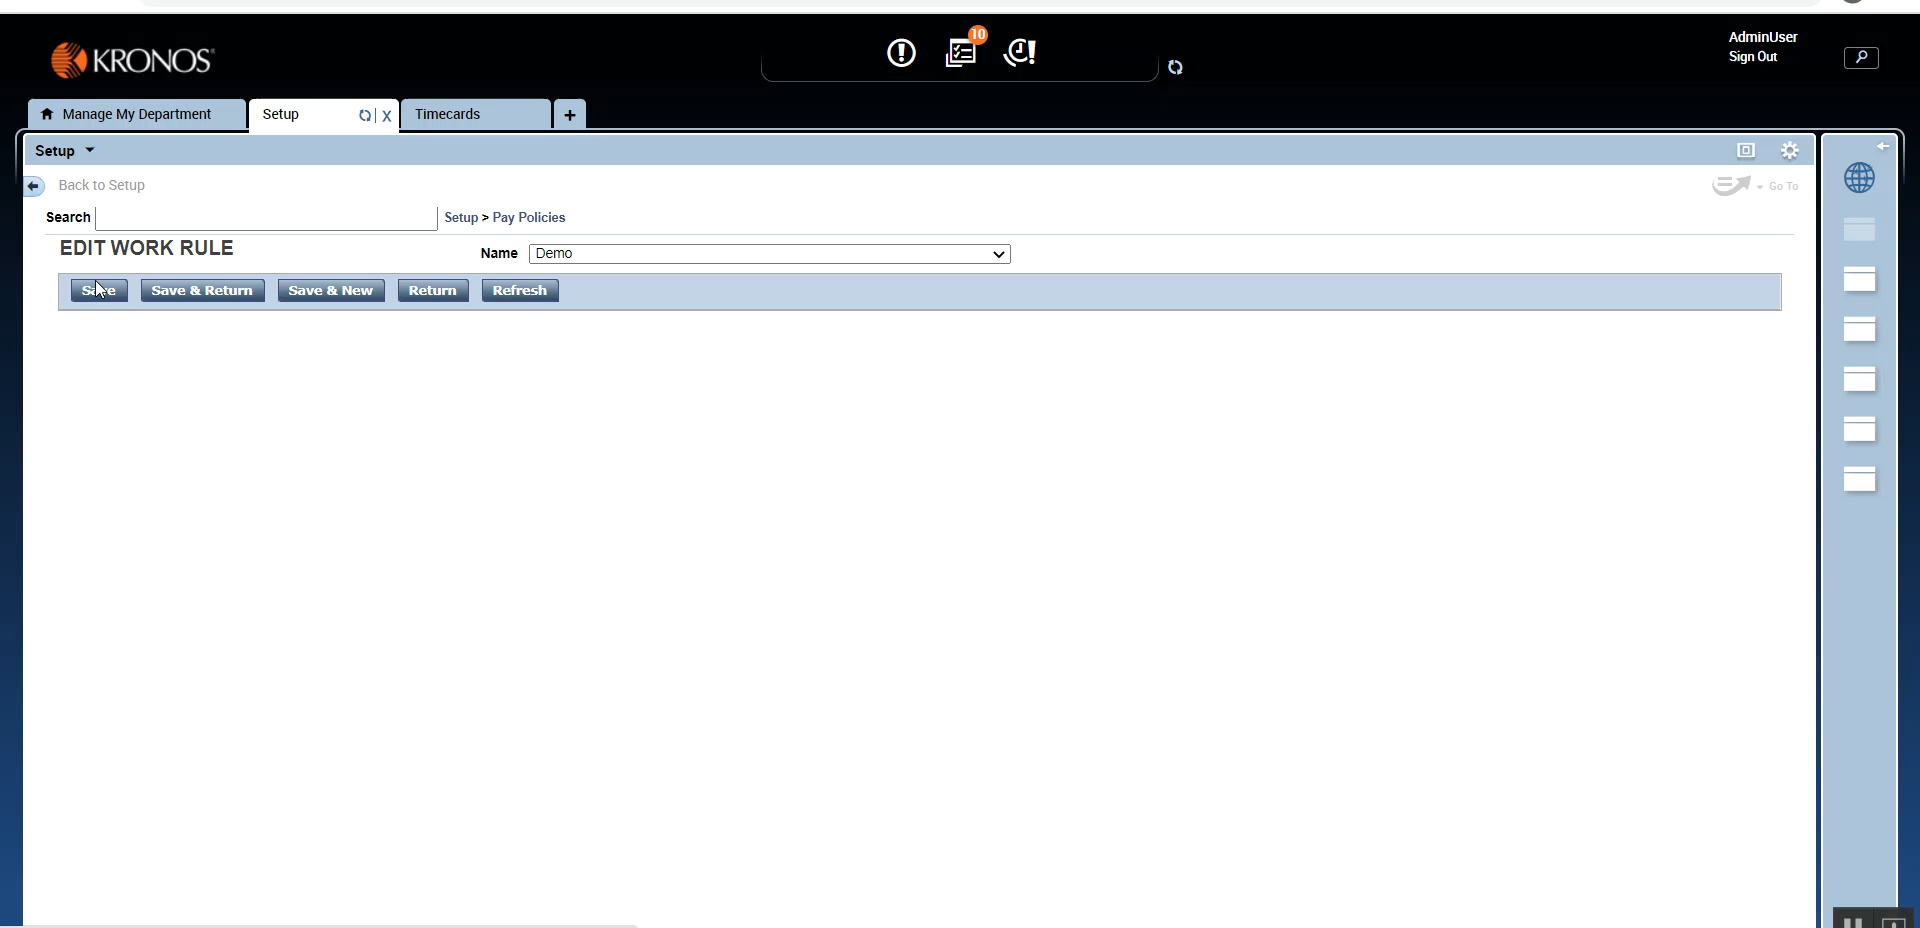 KRONOS
10
AdminUser
Sign Out
Manage My Department
Setup
X
Timecards
+
Setup
Back to Setup
Go To
Search
Setup > Pay Policies
EDIT WORK RULE
Name
Demo
Save
Save & Return
Save & New
Return
Refresh